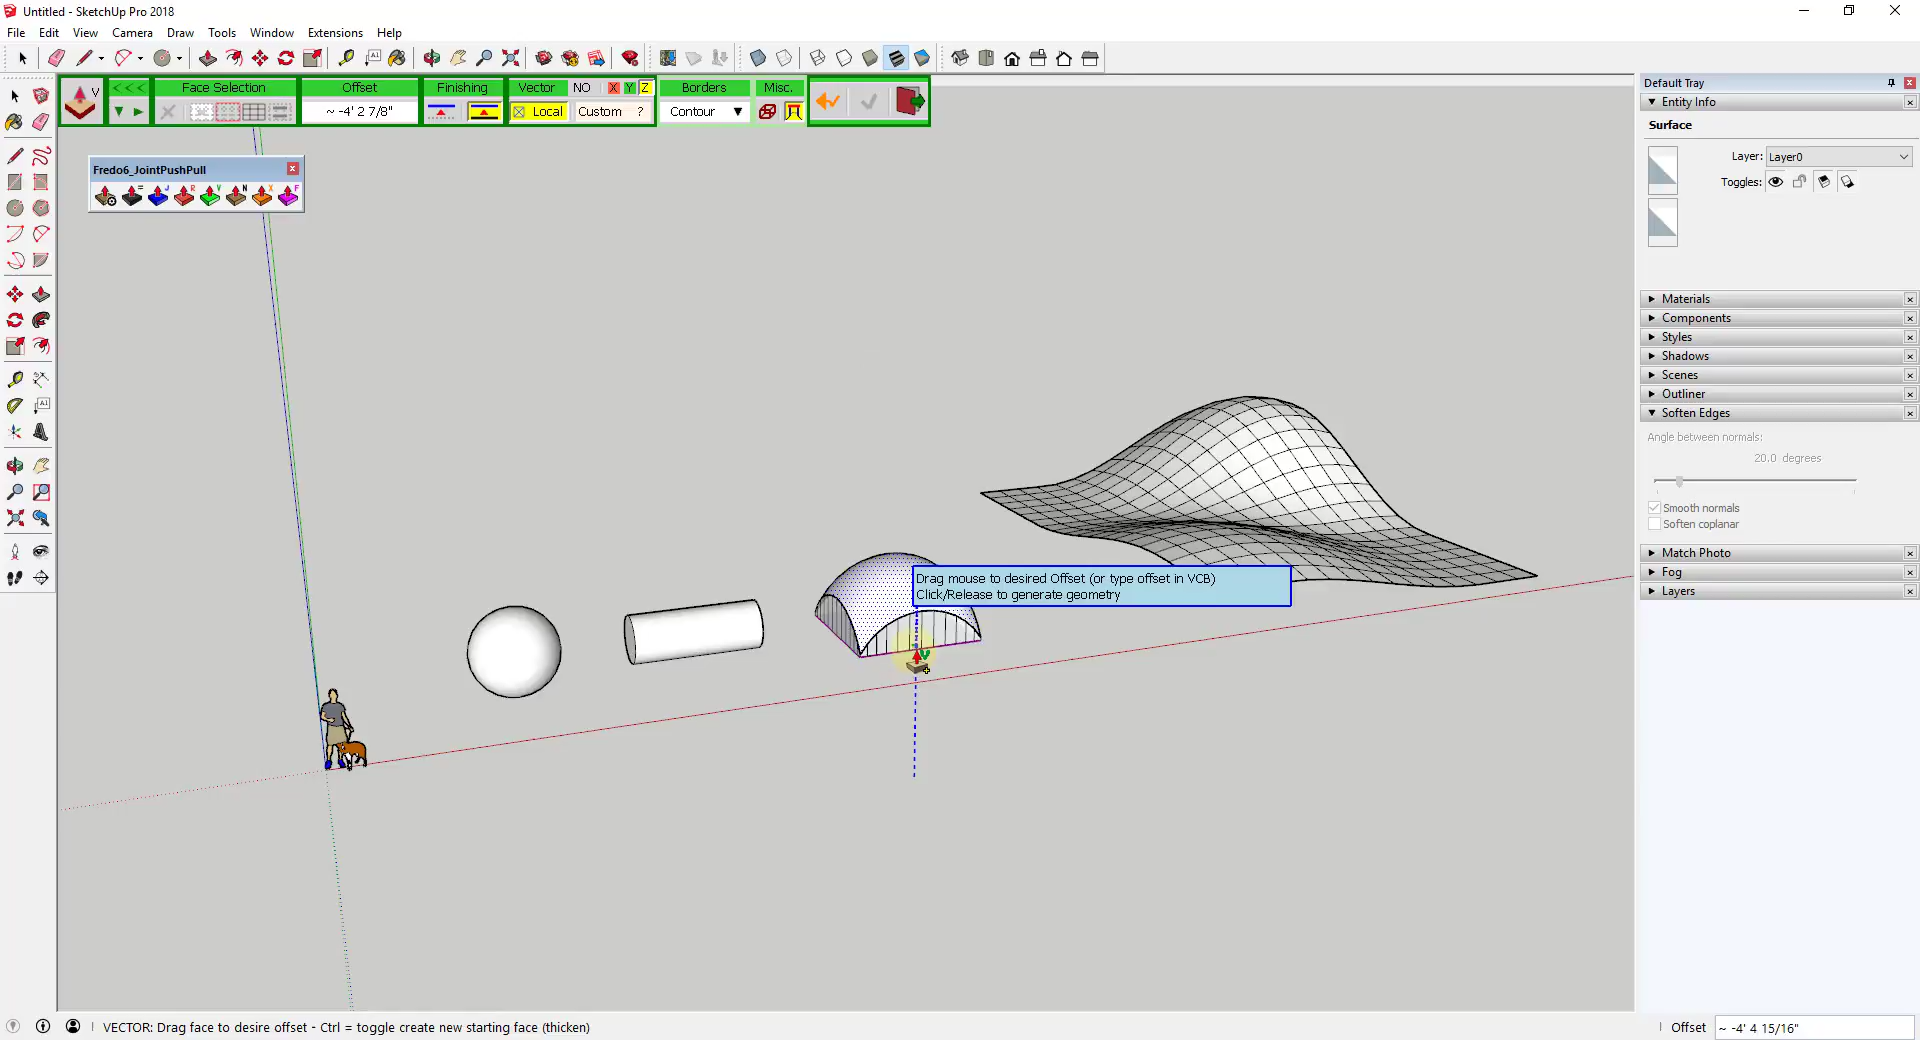 Untitled - SketchUp Pro 2018
File Edit View Camera Draw Tools Window Extensions Help
V <<< Face Selection Offset Finishing Vector NO X Y Z Borders Misc.
~ -4' 2 7/8" Local Custom ? Contour
Fredo6_JointPushPull
= J R V N X F
Drag mouse to desired Offset (or type offset in VCB)
Click/Release to generate geometry
V
Default Tray
Entity Info
Surface
Layer: Layer0
Toggles:
Materials
Components
Styles
Shadows
Scenes
Outliner
Soften Edges
Angle between normals:
20.0 degrees
Smooth normals
Soften coplanar
Match Photo
Fog
Layers
VECTOR: Drag face to desire offset - Ctrl = toggle create new starting face (thicken)
Offset ~ -4' 4 15/16"